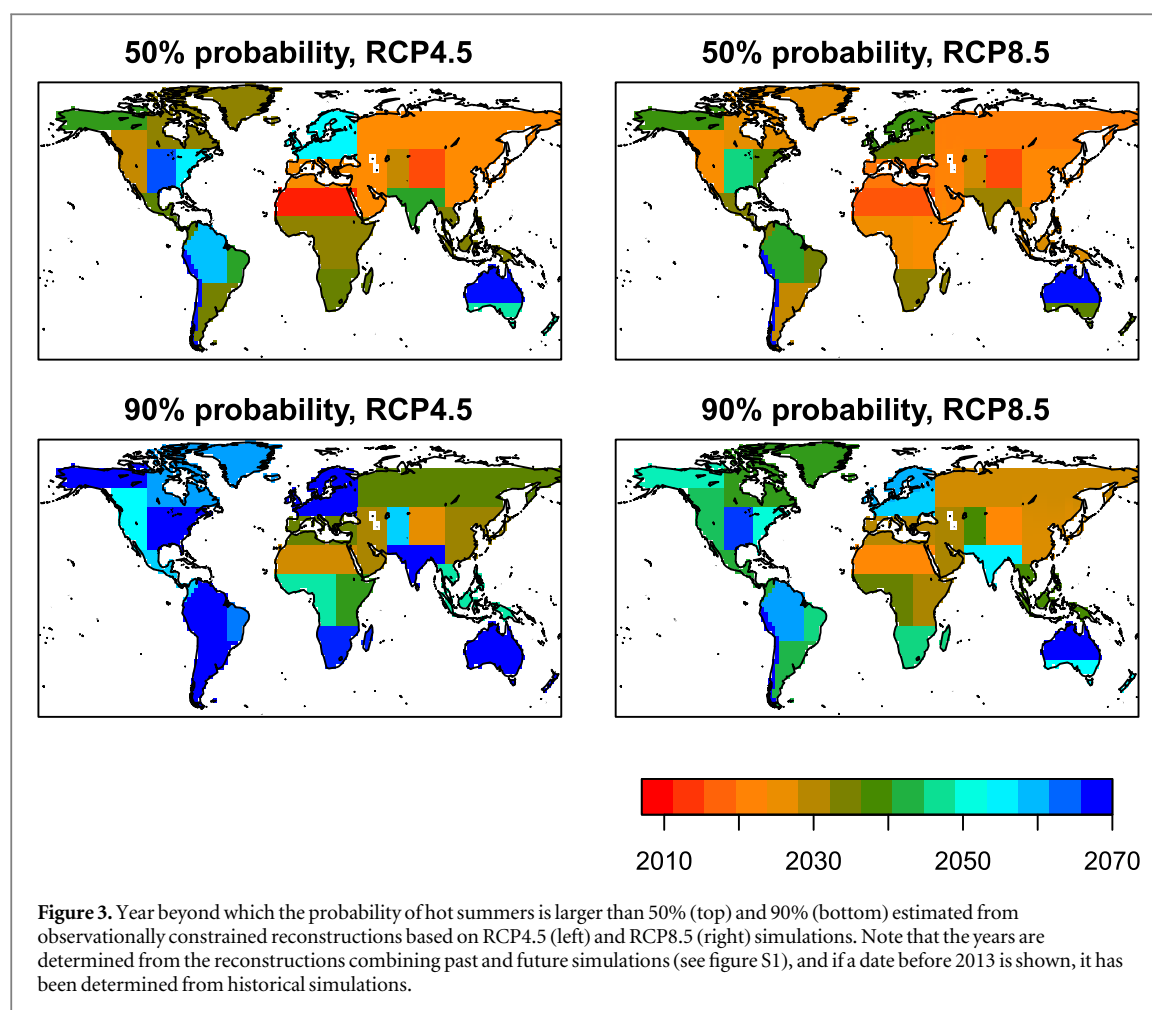 50% probability, RCP4.5
50% probability, RCP8.5
90% probability, RCP4.5
90% probability, RCP8.5
2010 2030 2050 2070
Figure 3. Year beyond which the probability of hot summers is larger than 50% (top) and 90% (bottom) estimated from
observationally constrained reconstructions based on RCP4.5 (left) and RCP8.5 (right) simulations. Note that the years are
determined from the reconstructions combining past and future simulations (see figure S1), and if a date before 2013 is shown, it has
been determined from historical simulations.